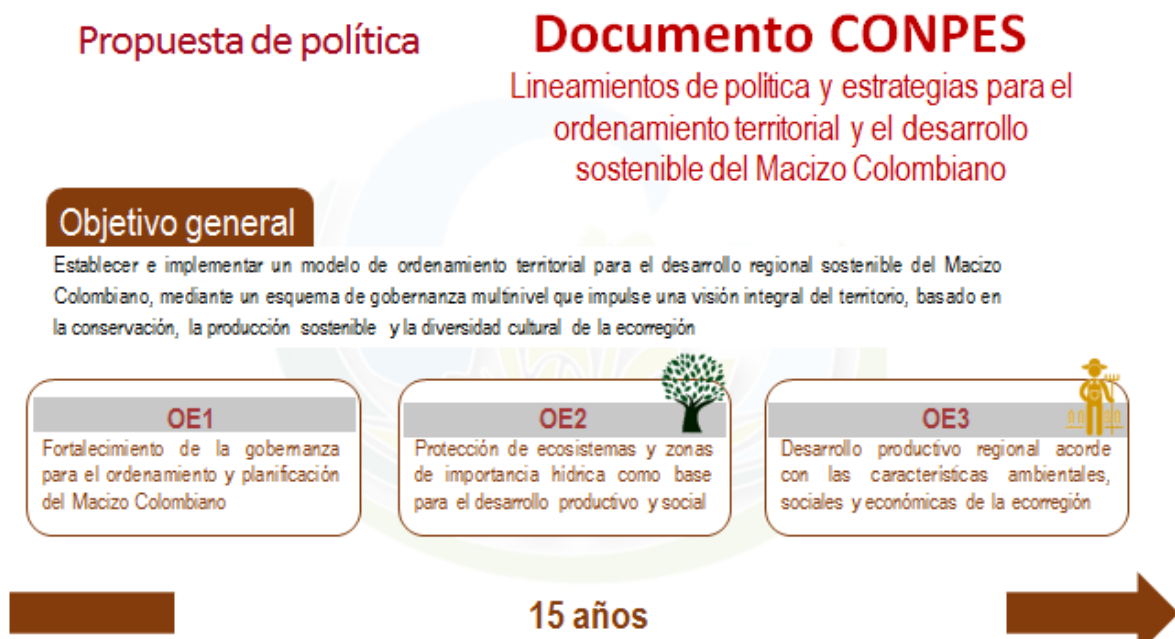 Propuesta de política
Documento CONPES
Lineamientos de política y estrategias para el
ordenamiento territorial y el desarrollo
sostenible del Macizo Colombiano
Objetivo general
Establecer e implementar un modelo de ordenamiento territorial para el desarrollo regional sostenible del Macizo
Colombiano, mediante un esquema de gobernanza multinivel que impulse una visión integral del territorio, basado en
la conservación, la producción sostenible y la diversidad cultural de la ecorregión
OE1
Fortalecimiento de la gobernanza
para el ordenamiento y planificación
del Macizo Colombiano
OE2
Protección de ecosistemas y zonas
de importancia hídrica como base
para el desarrollo productivo y social
OE3
Desarrollo productivo regional acorde
con las características ambientales,
sociales y económicas de la ecorregión
15 años